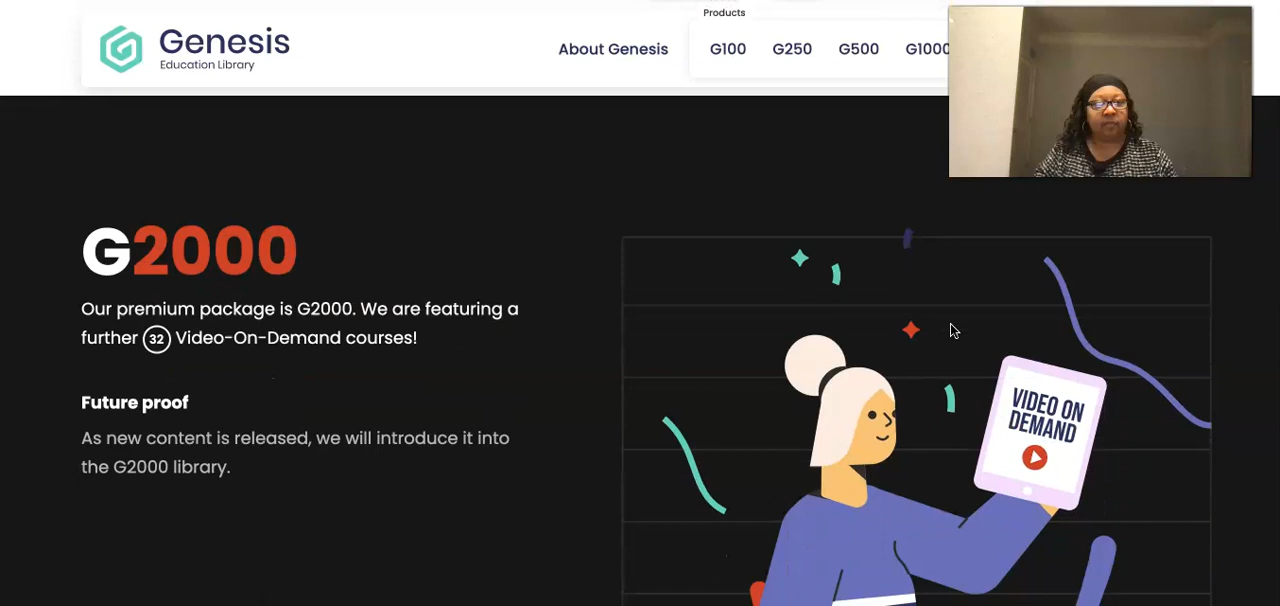 Products
Genesis
Education Library
About Genesis
G100
G250
G500
G1000
G2000
Our premium package is G2000. We are featuring a
further 32 Video-On-Demand courses!
Future proof
As new content is released, we will introduce it into
the G2000 library.
VIDEO ON
DEMAND